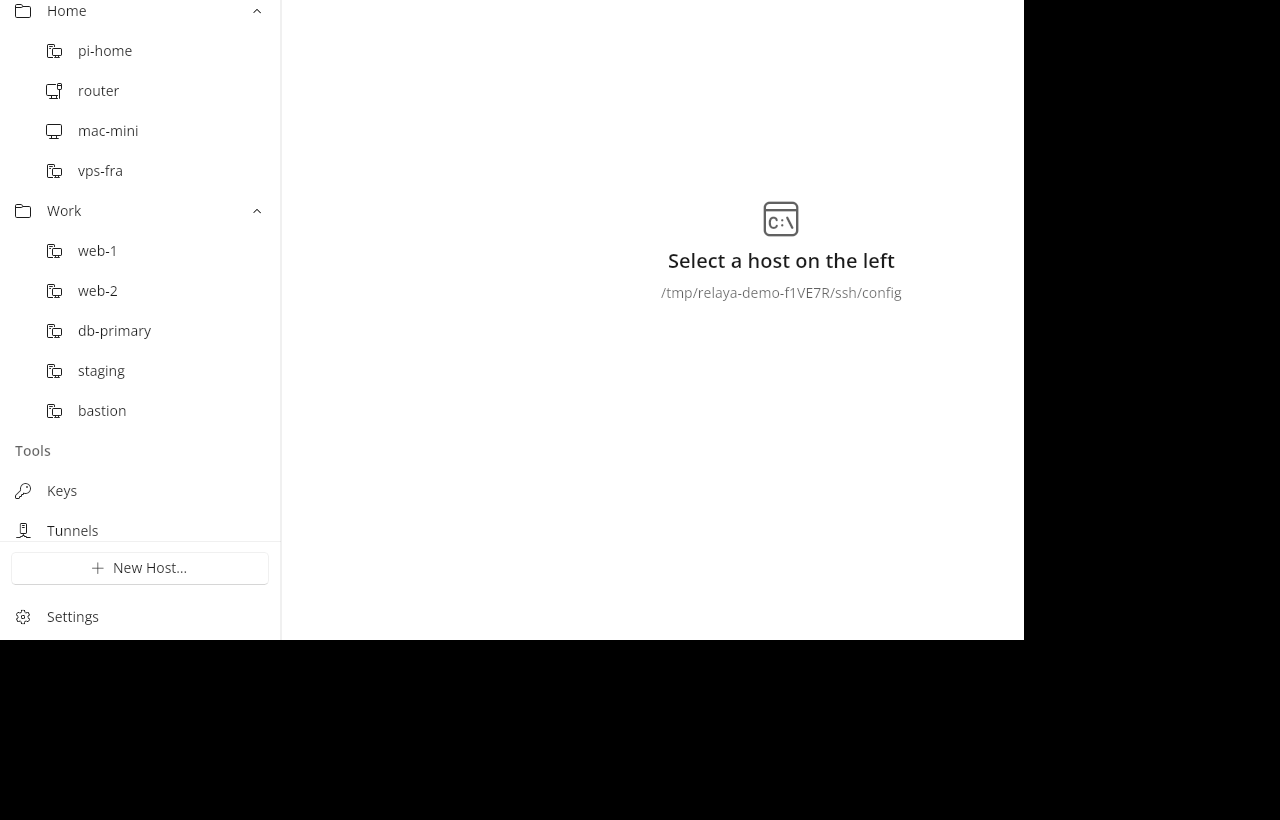 Home
pi-home
router
mac-mini
vps-fra
Work
web-1
web-2
db-primary
staging
bastion
Tools
Keys
Tunnels
New Host...
Settings
C:\
Select a host on the left
/tmp/relaya-demo-f1VE7R/ssh/config